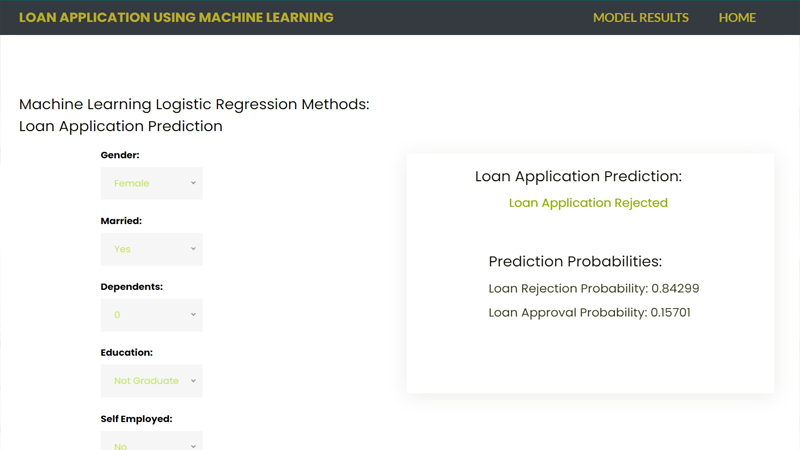 LOAN APPLICATION USING MACHINE LEARNING
MODEL RESULTS
HOME
Machine Learning Logistic Regression Methods:
Loan Application Prediction
Gender:
Female
Married:
Yes
Dependents:
0
Education:
Not Graduate
Self Employed:
No
Loan Application Prediction:
Loan Application Rejected
Prediction Probabilities:
Loan Rejection Probability: 0.84299
Loan Approval Probability: 0.15701